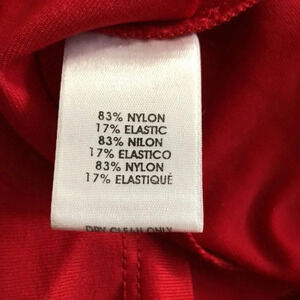 83% NYLON
17% ELASTIC
83% NILON
17% ELASTICO
83% NYLON
17% ELASTIQUÉ
DRY CLEAN ONLY